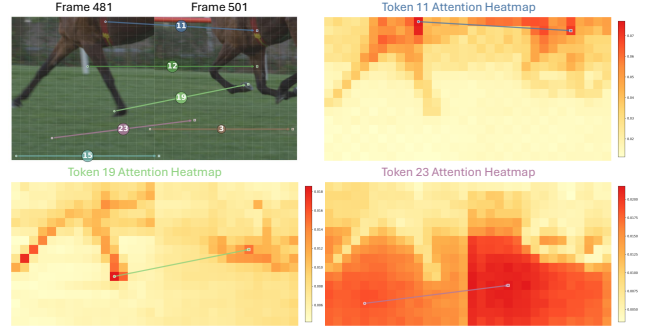 Frame 481 Frame 501
11
12
19
23 3
15
Token 11 Attention Heatmap
Token 19 Attention Heatmap
Token 23 Attention Heatmap